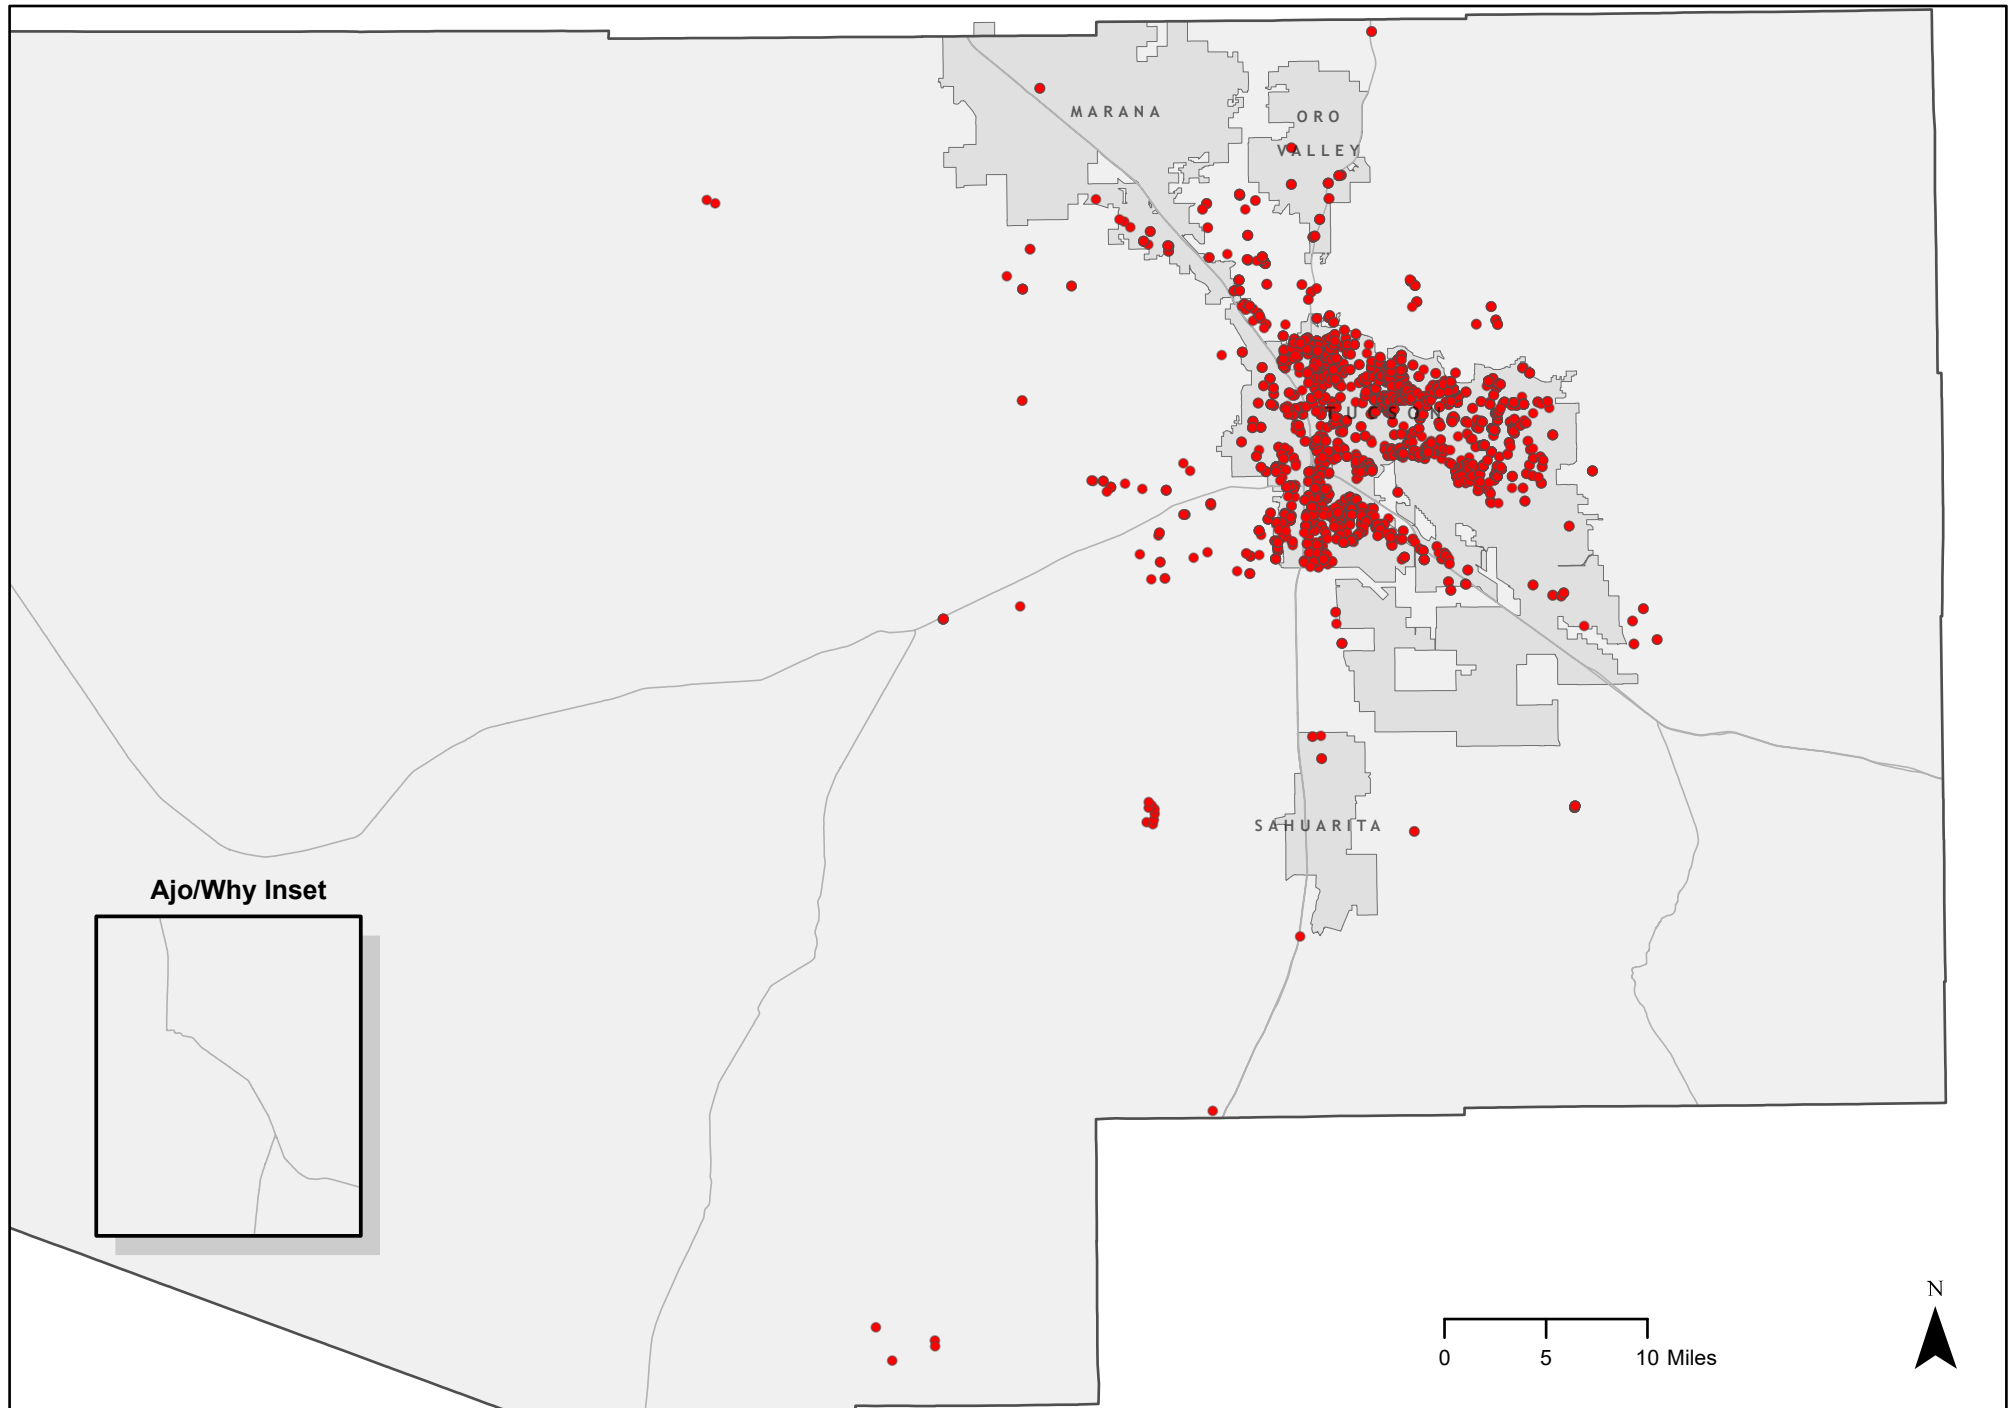 MARANA
ORO
VALLEY
TUCSON
SAHUARITA
Ajo/Why Inset
N
0 5 10 Miles